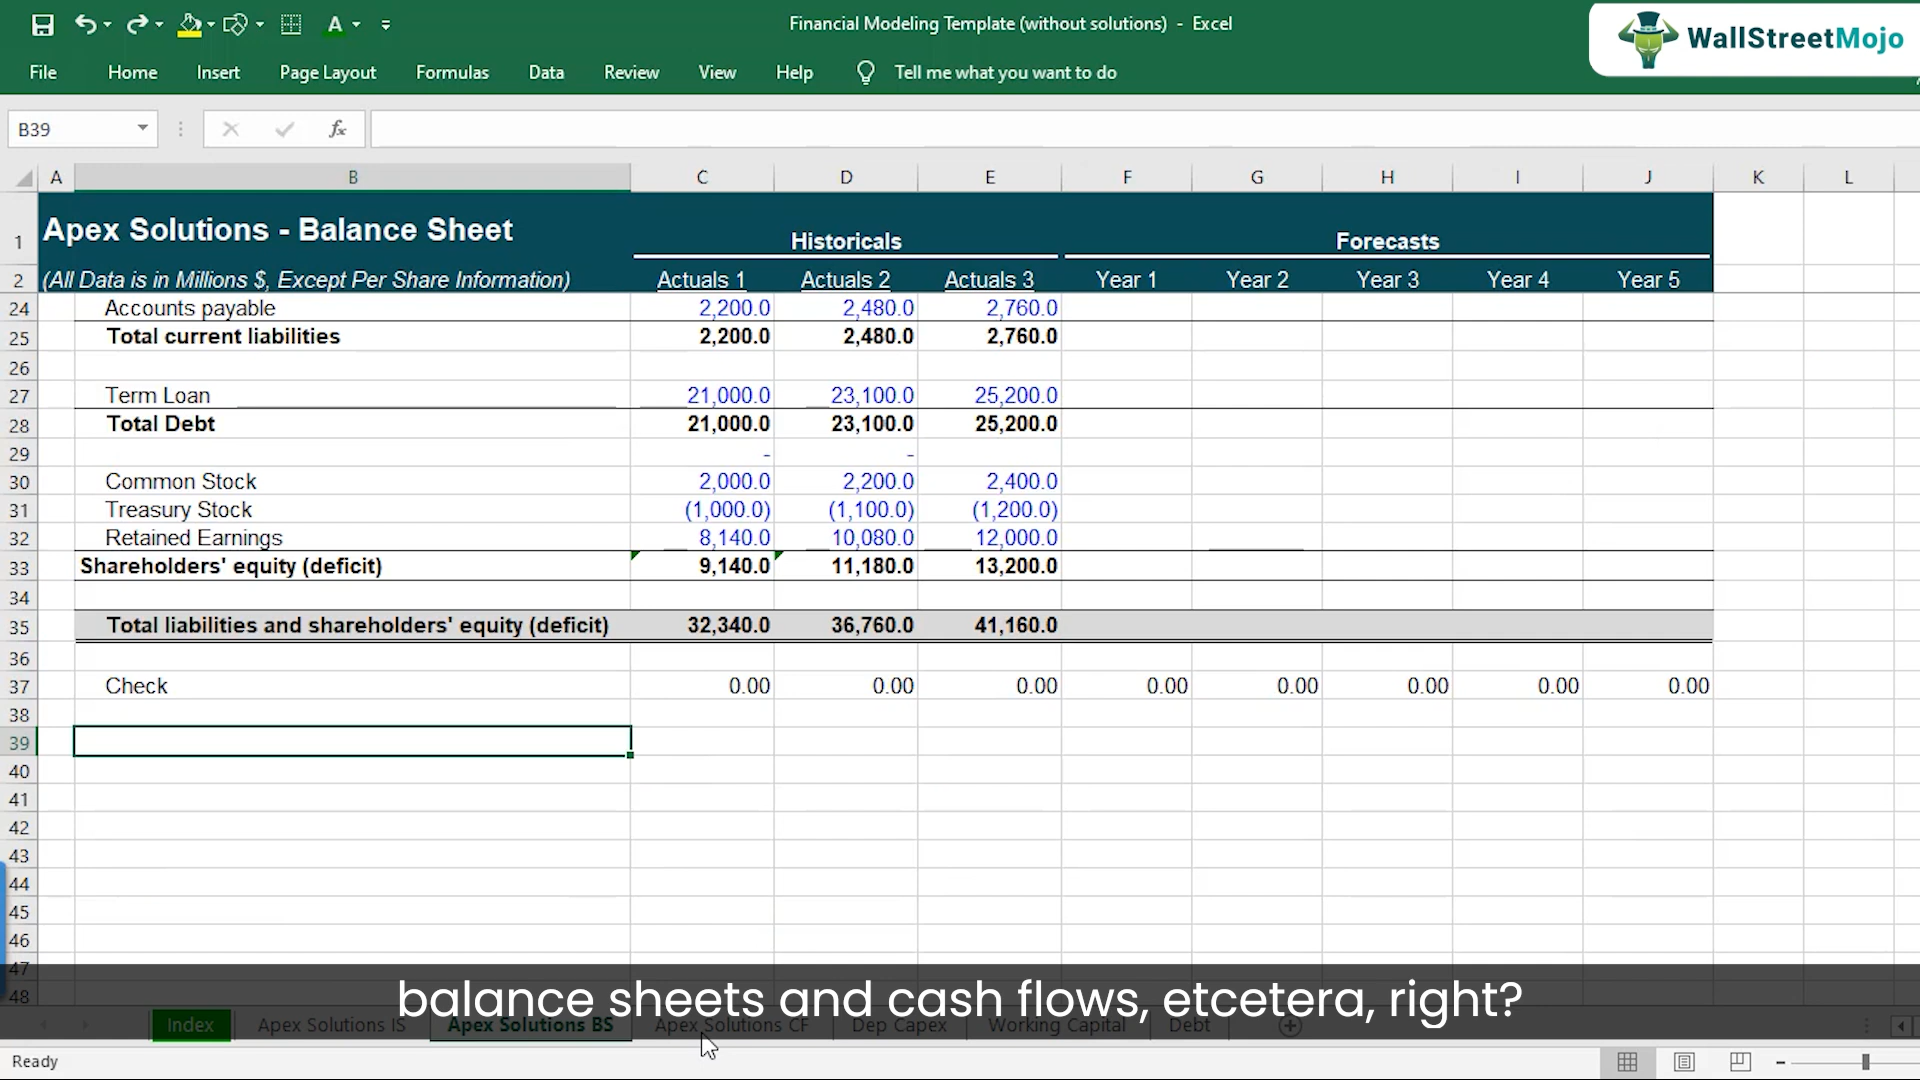 Financial Modeling Template (without solutions) - Excel
WallStreetMojo
File Home Insert Page Layout Formulas Data Review View Help Tell me what you want to do
B39 fx
A B C D E F G H I J K L
1 Apex Solutions - Balance Sheet Historicals Forecasts
2 (All Data is in Millions $, Except Per Share Information) Actuals 1 Actuals 2 Actuals 3 Year 1 Year 2 Year 3 Year 4 Year 5
24 Accounts payable 2,200.0 2,480.0 2,760.0
25 Total current liabilities 2,200.0 2,480.0 2,760.0
26
27 Term Loan 21,000.0 23,100.0 25,200.0
28 Total Debt 21,000.0 23,100.0 25,200.0
29 - -
30 Common Stock 2,000.0 2,200.0 2,400.0
31 Treasury Stock (1,000.0) (1,100.0) (1,200.0)
32 Retained Earnings 8,140.0 10,080.0 12,000.0
33 Shareholders' equity (deficit) 9,140.0 11,180.0 13,200.0
34
35 Total liabilities and shareholders' equity (deficit) 32,340.0 36,760.0 41,160.0
36
37 Check 0.00 0.00 0.00 0.00 0.00 0.00 0.00 0.00
38
39
40
41
42
43
44
45
46
47
48
balance sheets and cash flows, etcetera, right?
Index Apex Solutions IS Apex Solutions BS Apex Solutions CF Dep Capex Working Capital Debt
Ready